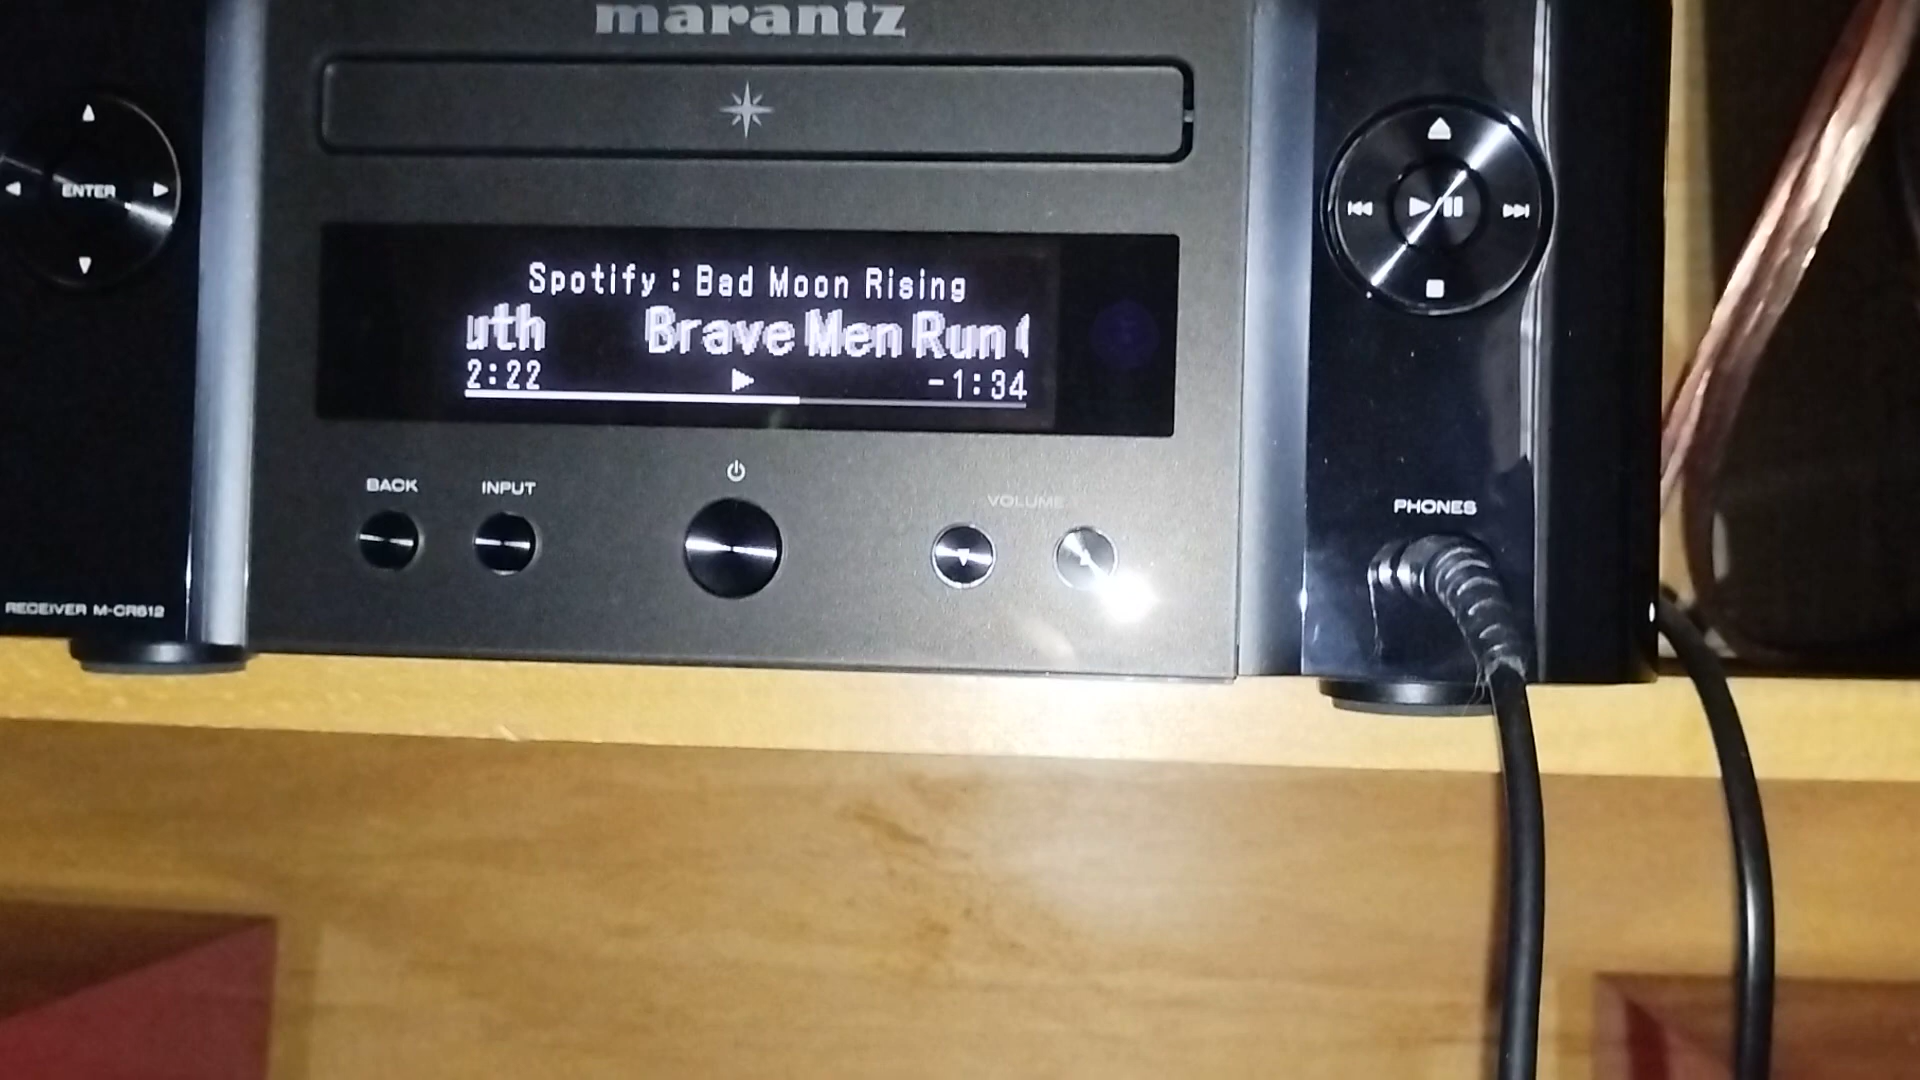 marantz
ENTER
Spotify : Bad Moon Rising
uth Brave Men Run (
2:22 -1:34
BACK INPUT VOLUME
PHONES
RECEIVER M-CR612